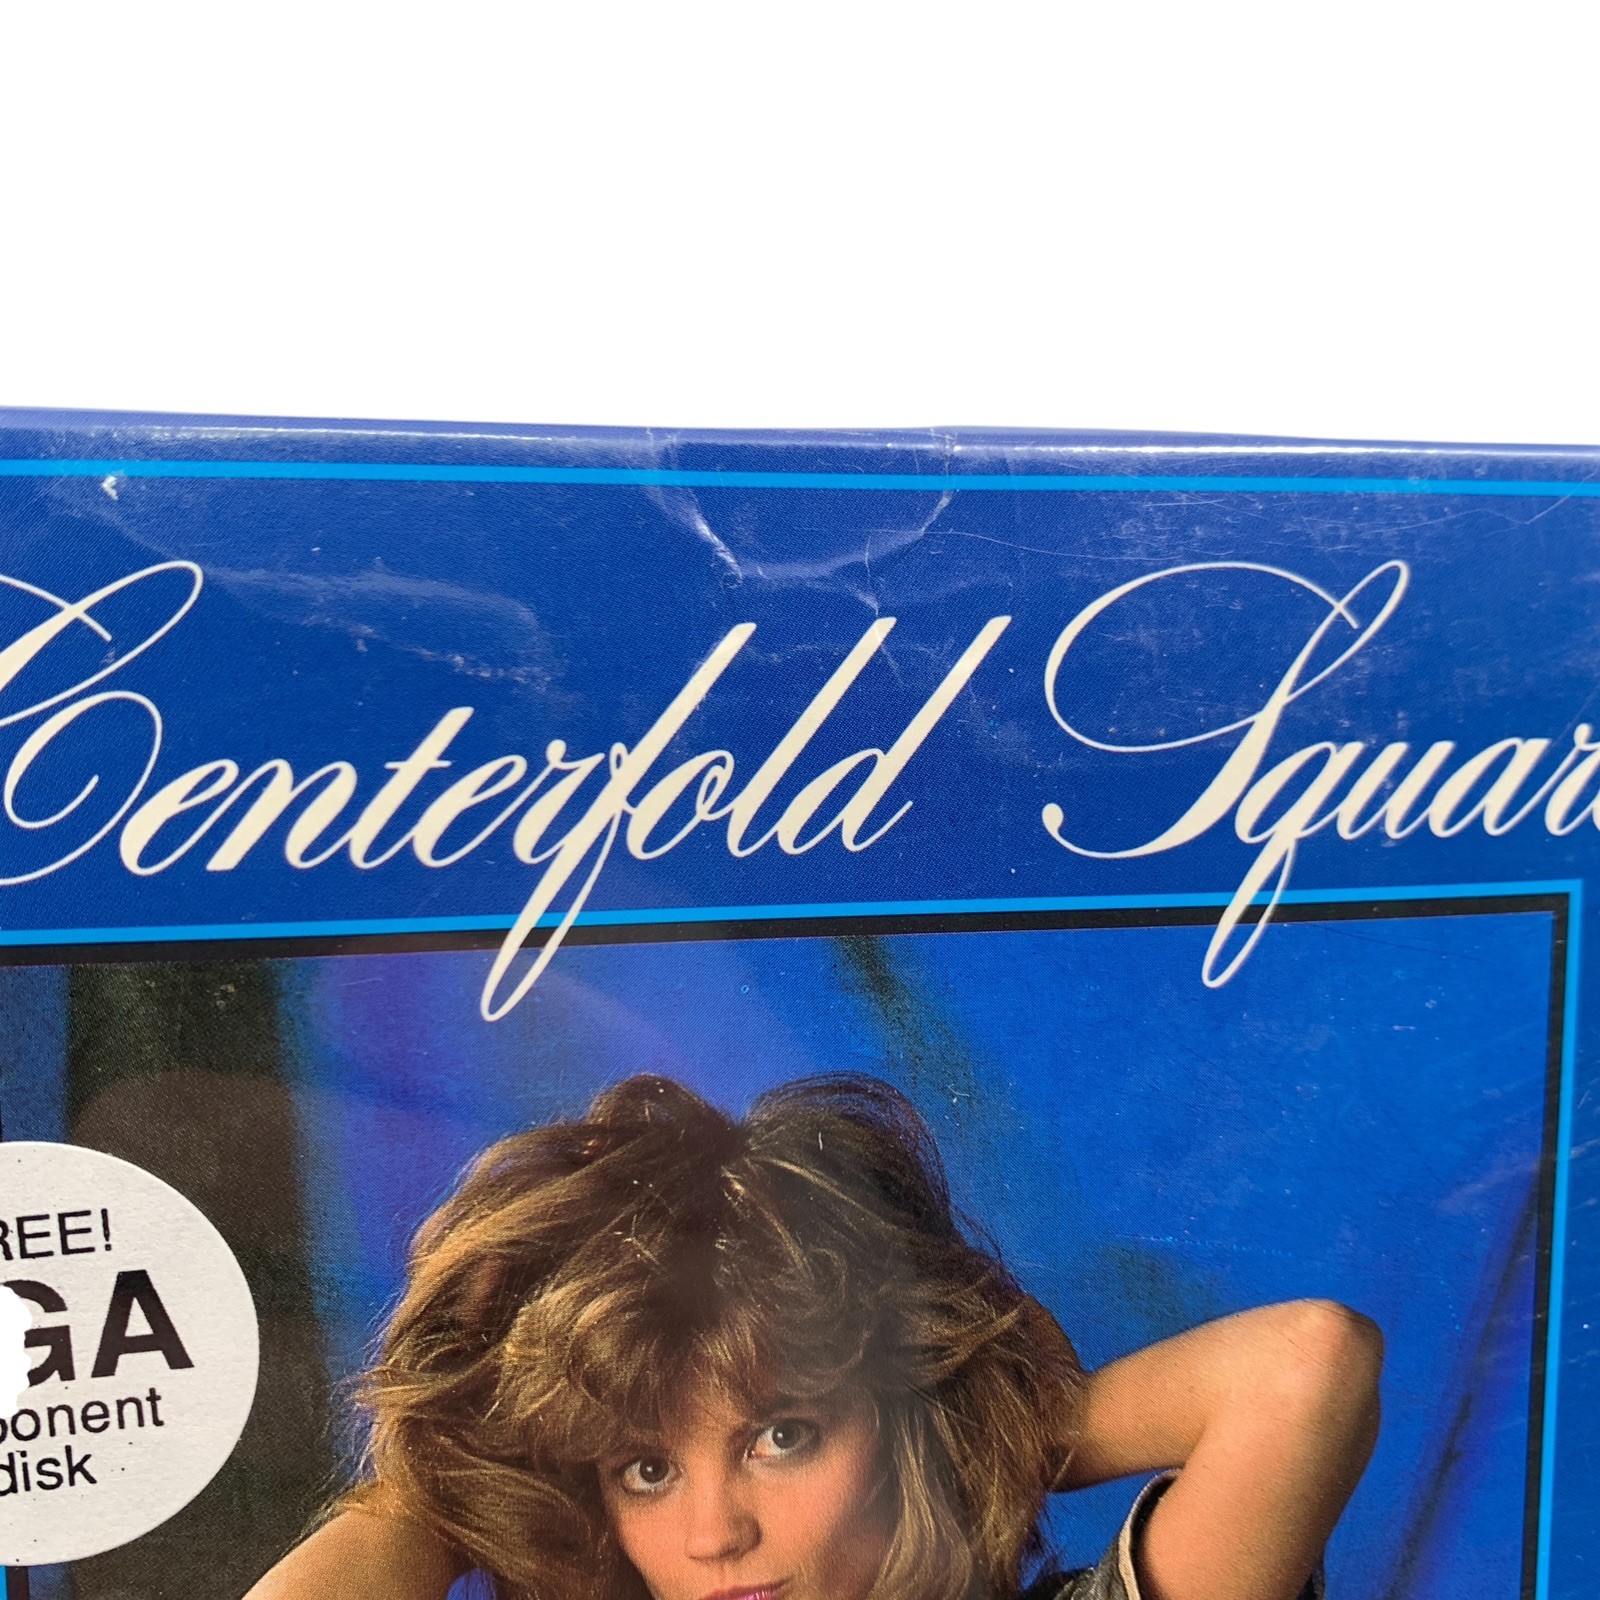 Centerfold Squar
REE!
GA
ponent
disk